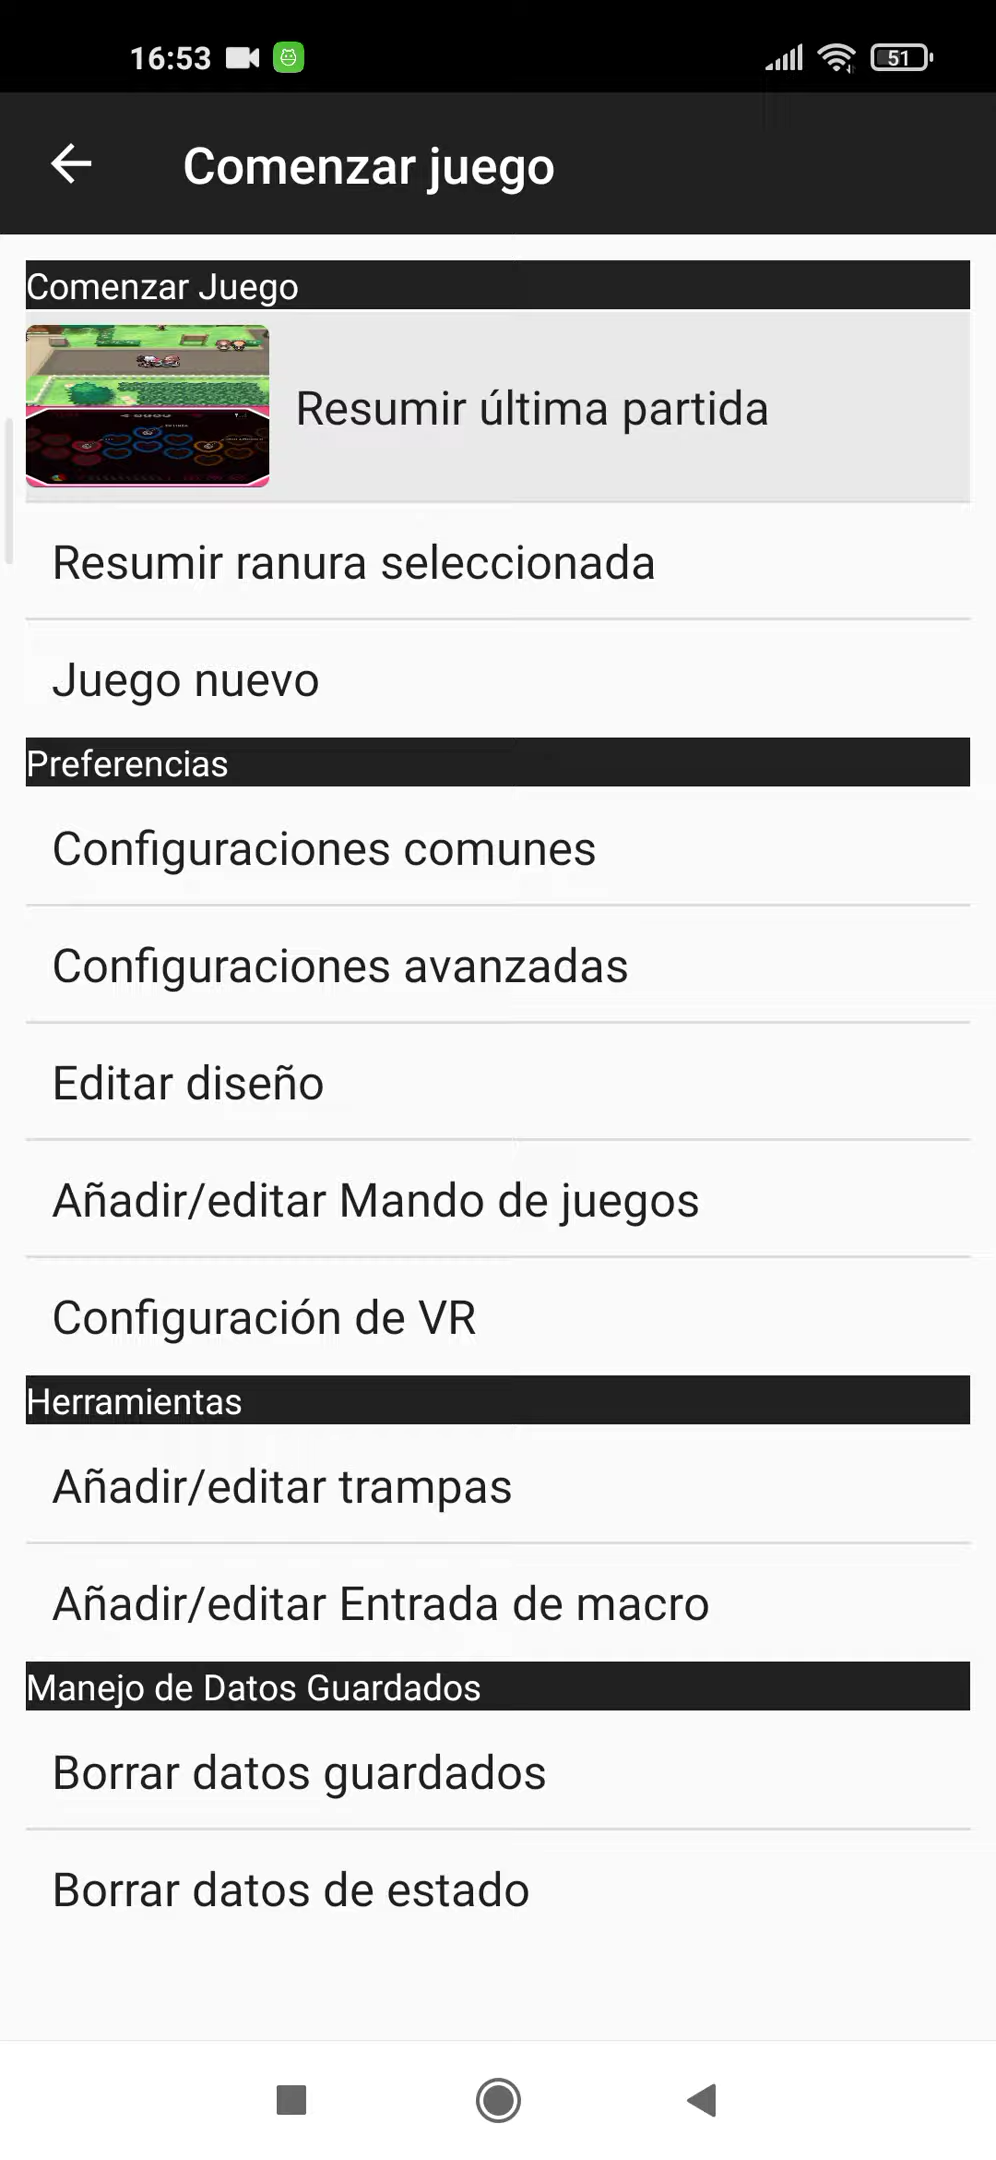 16:53
51
Comenzar juego
Comenzar Juego
Resumir última partida
Resumir ranura seleccionada
Juego nuevo
Preferencias
Configuraciones comunes
Configuraciones avanzadas
Editar diseño
Añadir/editar Mando de juegos
Configuración de VR
Herramientas
Añadir/editar trampas
Añadir/editar Entrada de macro
Manejo de Datos Guardados
Borrar datos guardados
Borrar datos de estado